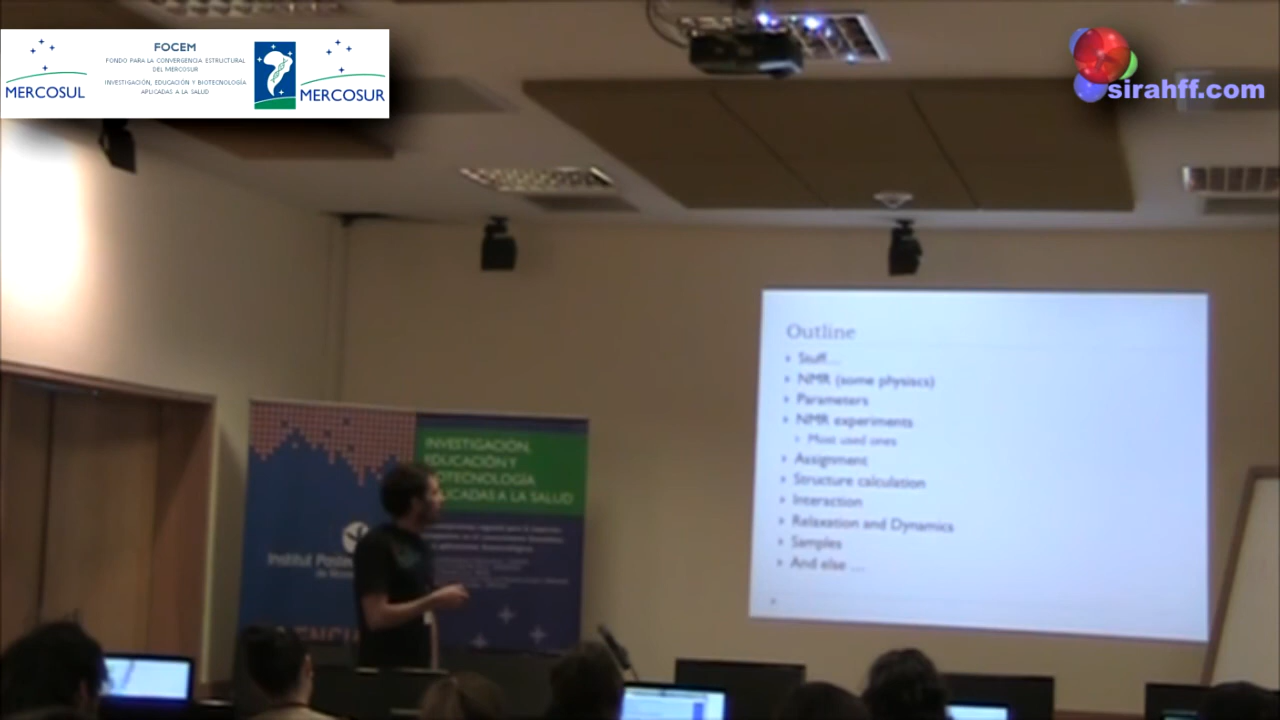 FOCEM
FONDO PARA LA CONVERGENCIA ESTRUCTURAL
DEL MERCOSUR
INVESTIGACIÓN, EDUCACIÓN Y BIOTECNOLOGÍA
APLICADAS A LA SALUD
MERCOSUL
MERCOSUR
sirahff.com
Outline
Stuff...
NMR (some physiscs)
Parameters
NMR experiments
Most used ones
Assignment
Structure calculation
Interaction
Relaxation and Dynamics
Samples
And else ...
INVESTIGACIÓN,
EDUCACIÓN Y
BIOTECNOLOGÍA
APLICADAS A LA SALUD
Institut